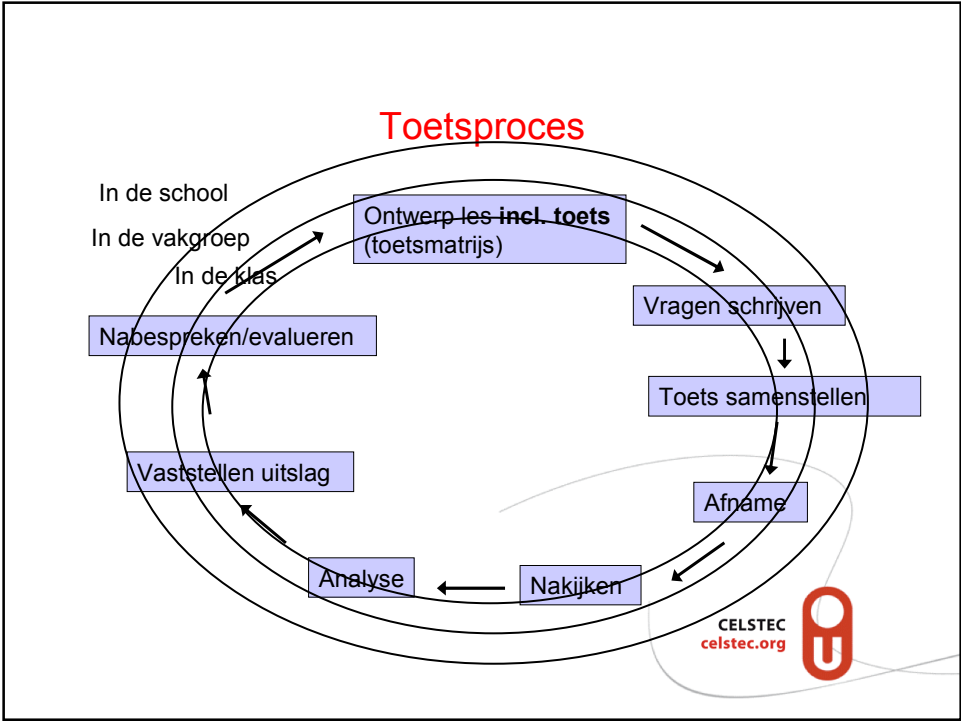 Toetsproces
In de school
In de vakgroep
In de klas
Ontwerp les incl. toets
(toetsmatrijs)
Vragen schrijven
Toets samenstellen
Afname
Nakijken
Analyse
Vaststellen uitslag
Nabespreken/evalueren
CELSTEC
celstec.org
U